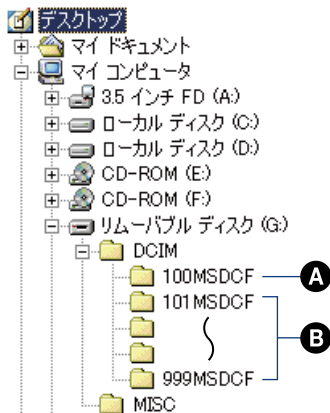 デスクトップ
マイ ドキュメント
マイ コンピュータ
3.5 インチ FD (A:)
ローカル ディスク (C:)
ローカル ディスク (D:)
CD-ROM (E:)
CD-ROM (F:)
リムーバブル ディスク (G:)
DCIM
100MSDCF A
101MSDCF
B
999MSDCF
MISC